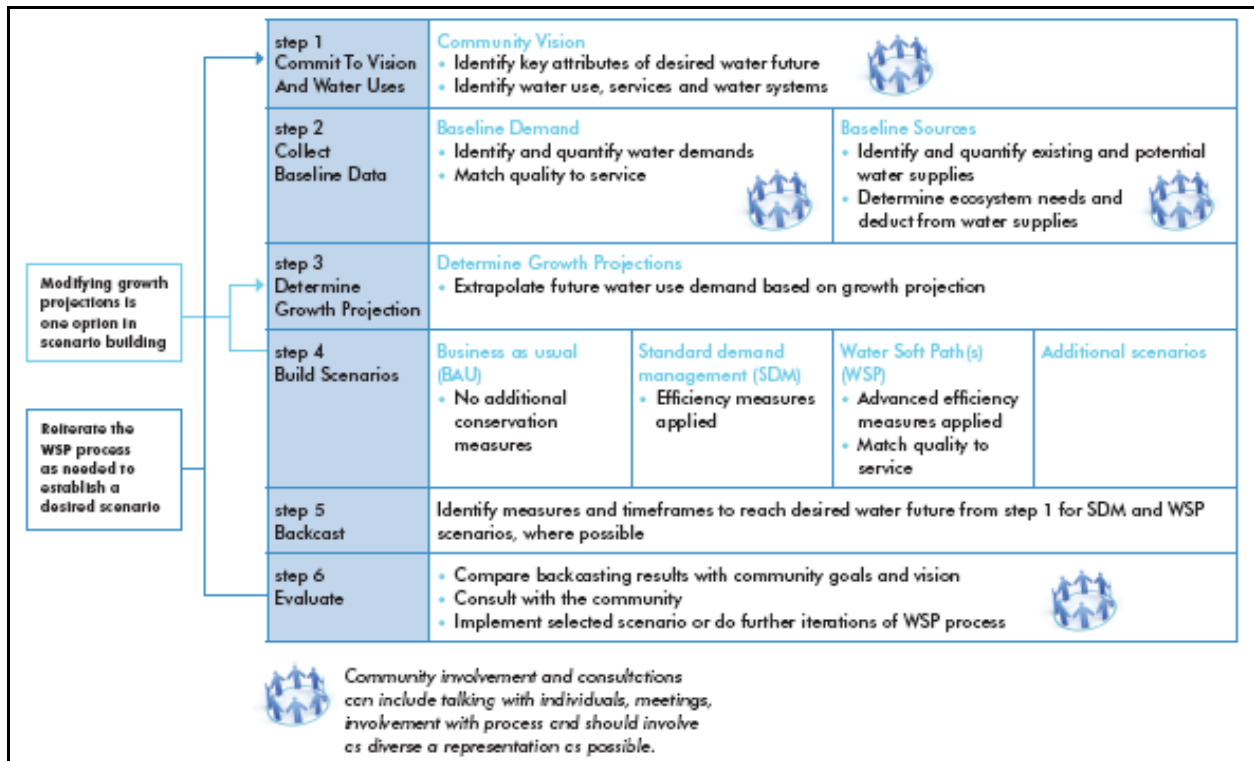 step 1
Commit To Vision
And Water Uses
Community Vision
• Identify key attributes of desired water future
• Identify water use, services and water systems
step 2
Collect
Baseline Data
Baseline Demand
• Identify and quantify water demands
• Match quality to service
Baseline Sources
• Identify and quantify existing and potential
water supplies
• Determine ecosystem needs and
deduct from water supplies
Modifying growth
projections is
one option in
scenario building
step 3
Determine
Growth Projection
Determine Growth Projections
• Extrapolate future water use demand based on growth projection
step 4
Build Scenarios
Business as usual
(BAU)
• No additional
conservation
measures
Standard demand
management (SDM)
• Efficiency measures
applied
Water Soft Path(s)
(WSP)
• Advanced efficiency
measures applied
• Match quality to
service
Additional scenarios
Reiterate the
WSP process
as needed to
establish a
desired scenario
step 5
Backcast
Identify measures and timeframes to reach desired water future from step 1 for SDM and WSP
scenarios, where possible
step 6
Evaluate
• Compare backcasting results with community goals and vision
• Consult with the community
• Implement selected scenario or do further iterations of WSP process
Community involvement and consultations
can include talking with individuals, meetings,
involvement with process and should involve
as diverse a representation as possible.